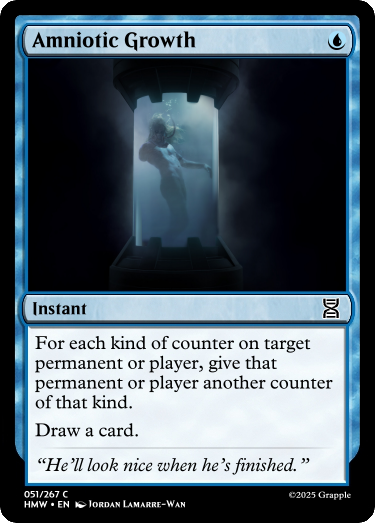 Amniotic Growth
Instant
For each kind of counter on target
permanent or player, give that
permanent or player another counter
of that kind.
Draw a card.
“He’ll look nice when he’s finished.”
051/267 C
HMW • EN Jordan Lamarre-Wan
©2025 Grapple